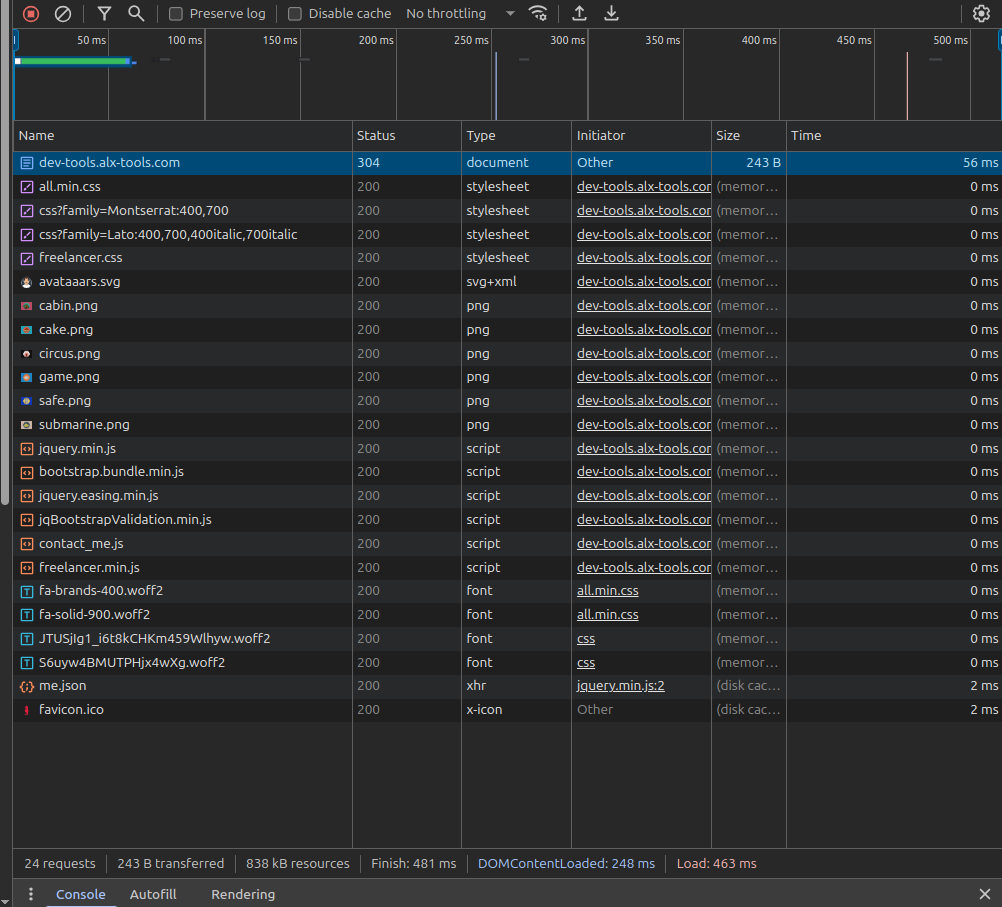 Preserve log Disable cache No throttling
50 ms 100 ms 150 ms 200 ms 250 ms 300 ms 350 ms 400 ms 450 ms 500 ms
Name Status Type Initiator Size Time
dev-tools.alx-tools.com 304 document Other 243 B 56 ms
all.min.css 200 stylesheet dev-tools.alx-tools.cor (memor… 0 ms
css?family=Montserrat:400,700 200 stylesheet dev-tools.alx-tools.cor (memor… 0 ms
css?family=Lato:400,700,400italic,700italic 200 stylesheet dev-tools.alx-tools.cor (memor… 0 ms
freelancer.css 200 stylesheet dev-tools.alx-tools.cor (memor… 0 ms
avataaars.svg 200 svg+xml dev-tools.alx-tools.cor (memor… 0 ms
cabin.png 200 png dev-tools.alx-tools.cor (memor… 0 ms
cake.png 200 png dev-tools.alx-tools.cor (memor… 0 ms
circus.png 200 png dev-tools.alx-tools.cor (memor… 0 ms
game.png 200 png dev-tools.alx-tools.cor (memor… 0 ms
safe.png 200 png dev-tools.alx-tools.cor (memor… 0 ms
submarine.png 200 png dev-tools.alx-tools.cor (memor… 0 ms
jquery.min.js 200 script dev-tools.alx-tools.cor (memor… 0 ms
bootstrap.bundle.min.js 200 script dev-tools.alx-tools.cor (memor… 0 ms
jquery.easing.min.js 200 script dev-tools.alx-tools.cor (memor… 0 ms
jqBootstrapValidation.min.js 200 script dev-tools.alx-tools.cor (memor… 0 ms
contact_me.js 200 script dev-tools.alx-tools.cor (memor… 0 ms
freelancer.min.js 200 script dev-tools.alx-tools.cor (memor… 0 ms
fa-brands-400.woff2 200 font all.min.css (memor… 0 ms
fa-solid-900.woff2 200 font all.min.css (memor… 0 ms
JTUSjIg1_i6t8kCHKm459Wlhyw.woff2 200 font css (memor… 0 ms
S6uyw4BMUTPHjx4wXg.woff2 200 font css (memor… 0 ms
me.json 200 xhr jquery.min.js:2 (disk cac… 2 ms
favicon.ico 200 x-icon Other (disk cac… 2 ms
24 requests 243 B transferred 838 kB resources Finish: 481 ms DOMContentLoaded: 248 ms Load: 463 ms
Console Autofill Rendering